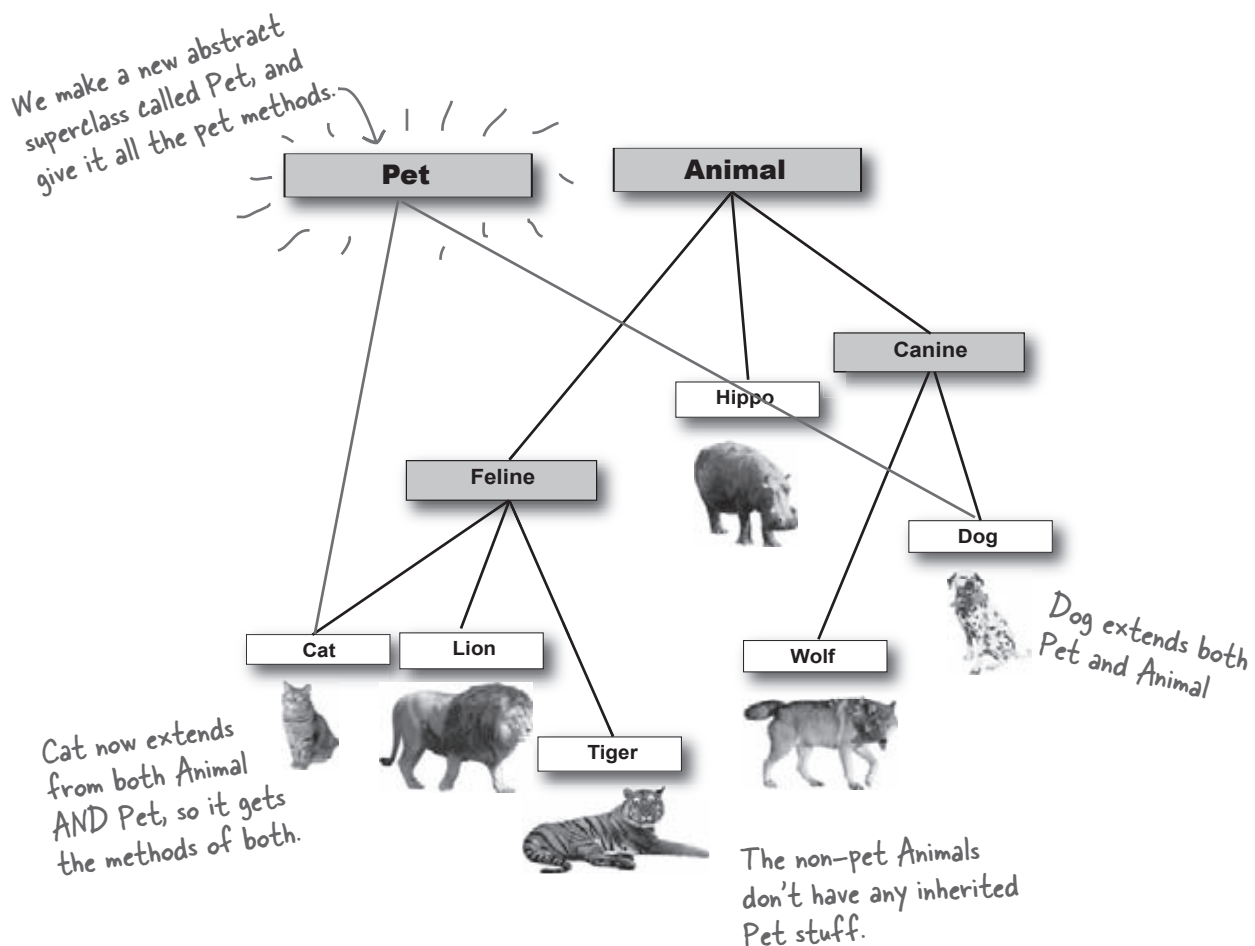 We make a new abstract
superclass called Pet, and
give it all the pet methods.
Pet
Animal
Canine
Hippo
Feline
Dog
Dog extends both
Pet and Animal
Cat
Lion
Wolf
Tiger
Cat now extends
from both Animal
AND Pet, so it gets
the methods of both.
The non-pet Animals
don't have any inherited
Pet stuff.